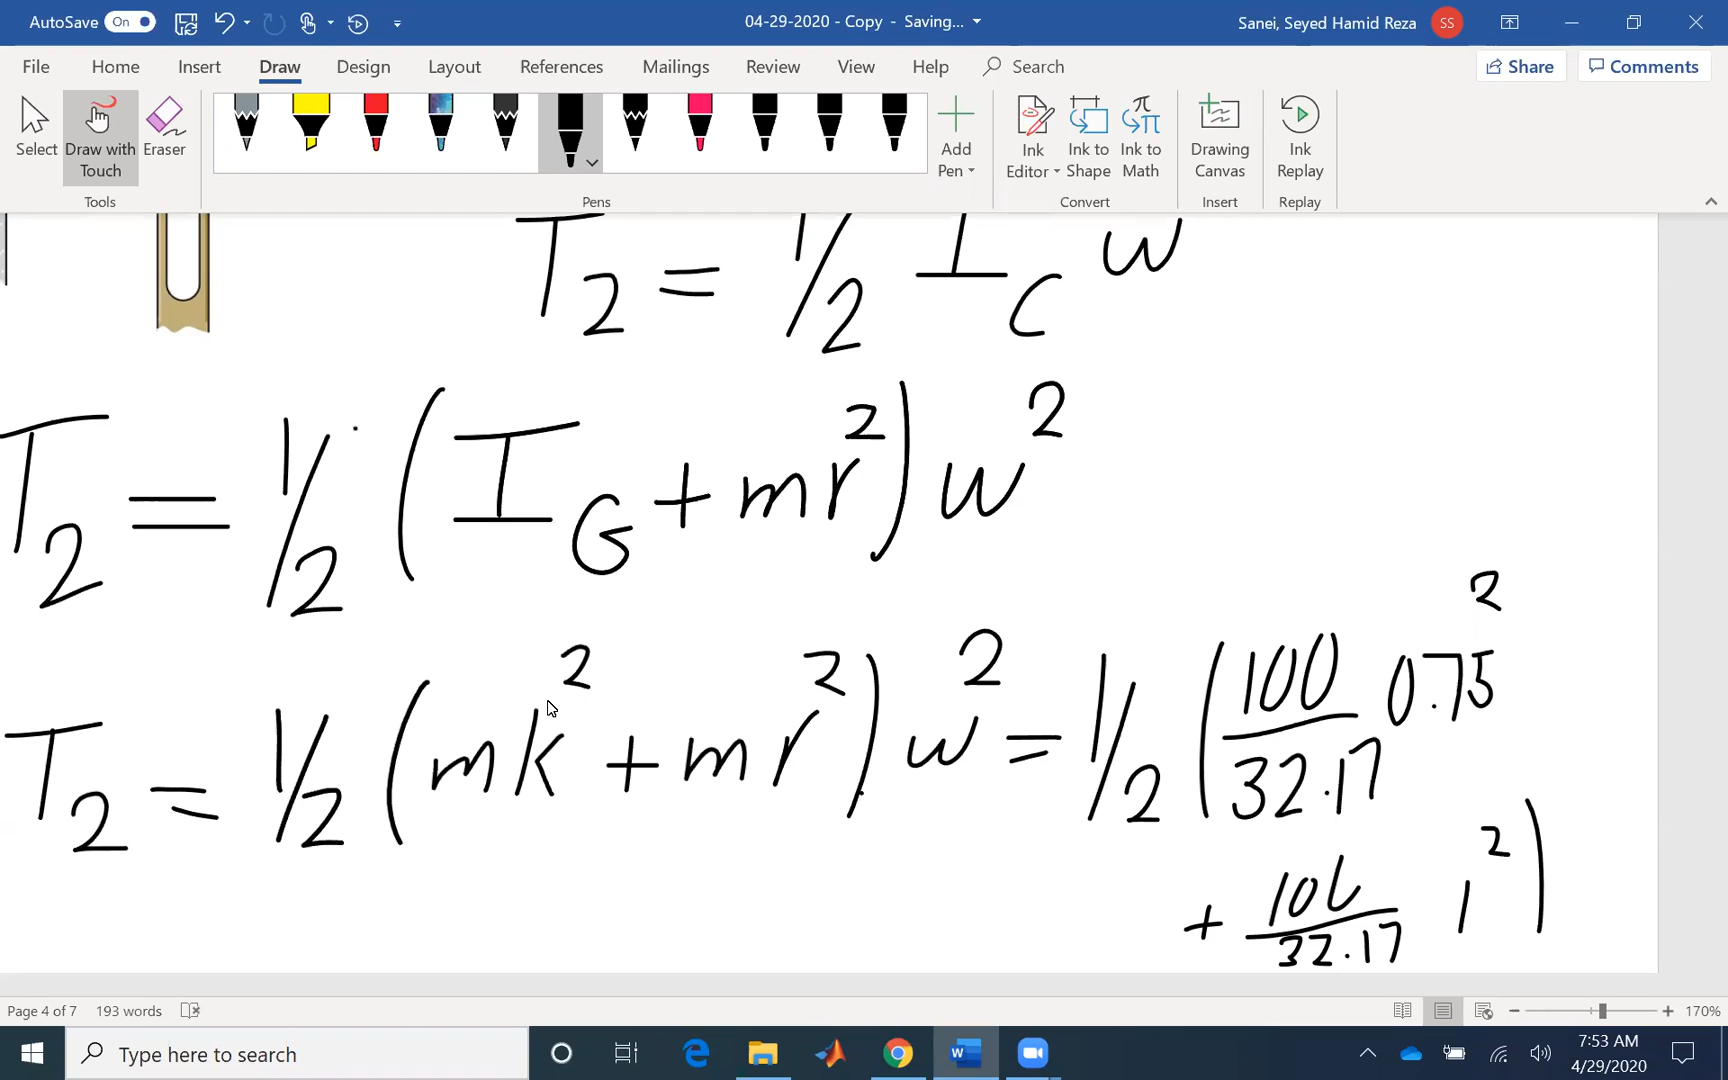 AutoSave On 04-29-2020 - Copy - Saving... Sanei, Seyed Hamid Reza SS
File Home Insert Draw Design Layout References Mailings Review View Help Search Share Comments
Select Draw with Touch Eraser Add Pen Ink Editor Ink to Shape Ink to Math Drawing Canvas Ink Replay
Tools Pens Convert Insert Replay
T₂ = 1/2 I_C w
T₂ = 1/2 (I_G + mr²) w²
T₂ = 1/2 (mk² + mr²) w² = 1/2 (100/32.17 0.75²
+ 100/32.17 1²)
Page 4 of 7 193 words 170%
Type here to search 7:53 AM
4/29/2020